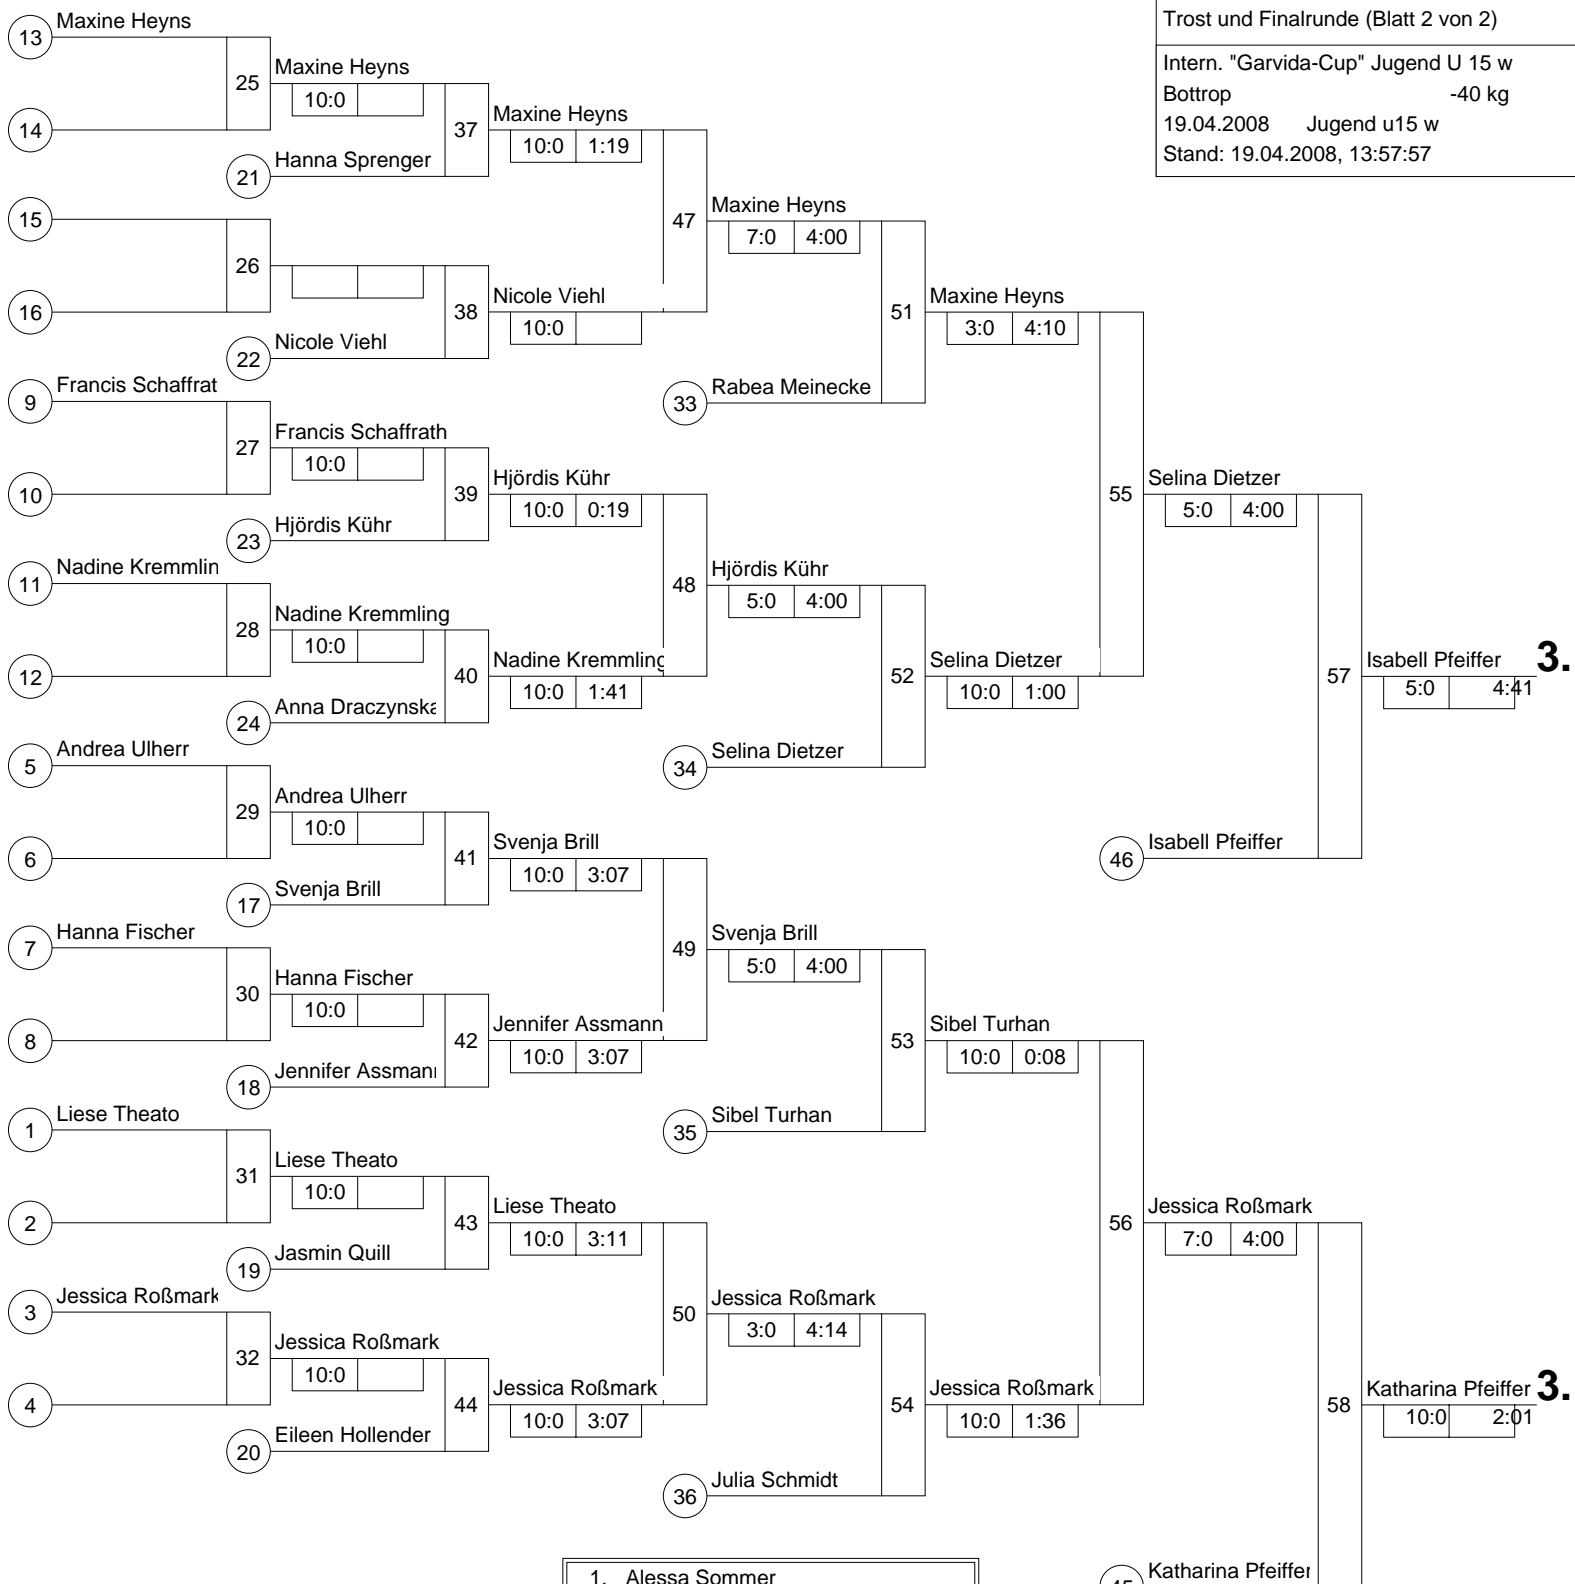 Trost und Finalrunde (Blatt 2 von 2)
Intern. "Garvida-Cup" Jugend U 15 w
Bottrop -40 kg
19.04.2008 Jugend u15 w
Stand: 19.04.2008, 13:57:57
13 Maxine Heyns
14
25
Maxine Heyns
10:0
21 Hanna Sprenger
37
Maxine Heyns
10:0 1:19
15
16
26
22 Nicole Viehl
38
Nicole Viehl
10:0
47
Maxine Heyns
7:0 4:00
33 Rabea Meinecke
51
Maxine Heyns
3:0 4:10
9 Francis Schaffrat
10
27
Francis Schaffrath
10:0
23 Hjördis Kühr
39
Hjördis Kühr
10:0 0:19
11 Nadine Kremmlin
12
28
Nadine Kremmling
10:0
24 Anna Draczynska
40
Nadine Kremmling
10:0 1:41
48
Hjördis Kühr
5:0 4:00
34 Selina Dietzer
52
Selina Dietzer
10:0 1:00
55
Selina Dietzer
5:0 4:00
46 Isabell Pfeiffer
57
Isabell Pfeiffer 3.
5:0 4:41
5 Andrea Ulherr
6
29
Andrea Ulherr
10:0
17 Svenja Brill
41
Svenja Brill
10:0 3:07
7 Hanna Fischer
8
30
Hanna Fischer
10:0
18 Jennifer Assmann
42
Jennifer Assmann
10:0 3:07
49
Svenja Brill
5:0 4:00
35 Sibel Turhan
53
Sibel Turhan
10:0 0:08
1 Liese Theato
2
31
Liese Theato
10:0
19 Jasmin Quill
43
Liese Theato
10:0 3:11
3 Jessica Roßmark
4
32
Jessica Roßmark
10:0
20 Eileen Hollender
44
Jessica Roßmark
10:0 3:07
50
Jessica Roßmark
3:0 4:14
36 Julia Schmidt
54
Jessica Roßmark
10:0 1:36
56
Jessica Roßmark
7:0 4:00
45 Katharina Pfeiffer
58
Katharina Pfeiffer 3.
10:0 2:01
1. Alessa Sommer